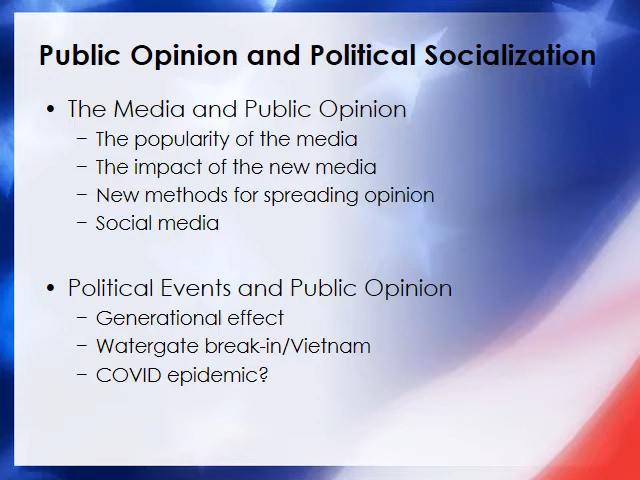 Public Opinion and Political Socialization
• The Media and Public Opinion
– The popularity of the media
– The impact of the new media
– New methods for spreading opinion
– Social media
• Political Events and Public Opinion
– Generational effect
– Watergate break-in/Vietnam
– COVID epidemic?